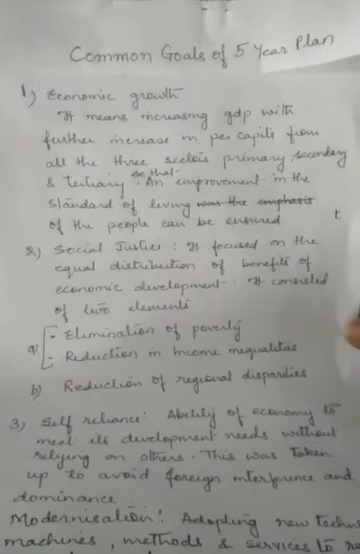 Common Goals of 5 Year Plan
1) Economic growth
It means increasing gdp with
further increase in per capita from
all the three sectors primary, secondary
& tertiary so that An improvement in the
standard of living was the emphasis
of the people can be ensured t
2) Social Justice : It focused on the
equal distribution of benefits of
economic development - It consisted
of two elements
a) - Elimination of poverty
- Reduction in Income inequalities
b) Reduction of regional disparities
3) Self reliance : Ability of economy to
meet its development needs without
relying on others. This was taken
up to avoid foreign interference and
dominance
Modernisation! Adopting new
machines, methods & services to